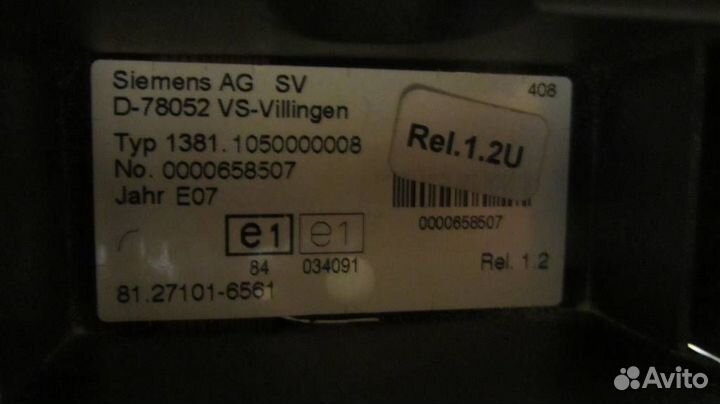 Siemens AG SV
408
D-78052 VS-Villingen
Rel.1.2U
Typ 1381.1050000008
No. 0000658507
Jahr E07
0000658507
e1 e1
84 034091
Rel. 1.2
81.27101-6561
Avito